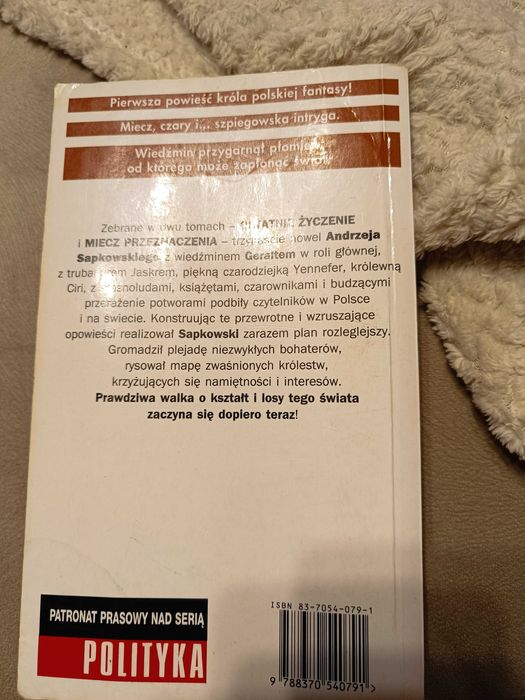 Pierwsza powieść króla polskiej fantasy!
Miecz, czary i... szpiegowska intryga.
Wiedźmin przygarnął płomień,
od którego może zapłonąć świat.
Zebrane w dwu tomach – OSTATNIE ŻYCZENIE
i MIECZ PRZEZNACZENIA – trzynaście nowel Andrzeja
Sapkowskiego z wiedźminem Geraltem w roli głównej,
z trubadurem Jaskrem, piękną czarodziejką Yennefer, królewną
Ciri, z krasnoludami, książętami, czarownikami i budzącymi
przerażenie potworami podbiły czytelników w Polsce
i na świecie. Konstruując te przewrotne i wzruszające
opowieści realizował Sapkowski zarazem plan rozleglejszy.
Gromadził plejadę niezwykłych bohaterów,
rysował mapę zwaśnionych królestw,
krzyżujących się namiętności i interesów.
Prawdziwa walka o kształt i losy tego świata
zaczyna się dopiero teraz!
PATRONAT PRASOWY NAD SERIĄ
POLITYKA
ISBN 83-7054-079-1
9 788370 540791 >